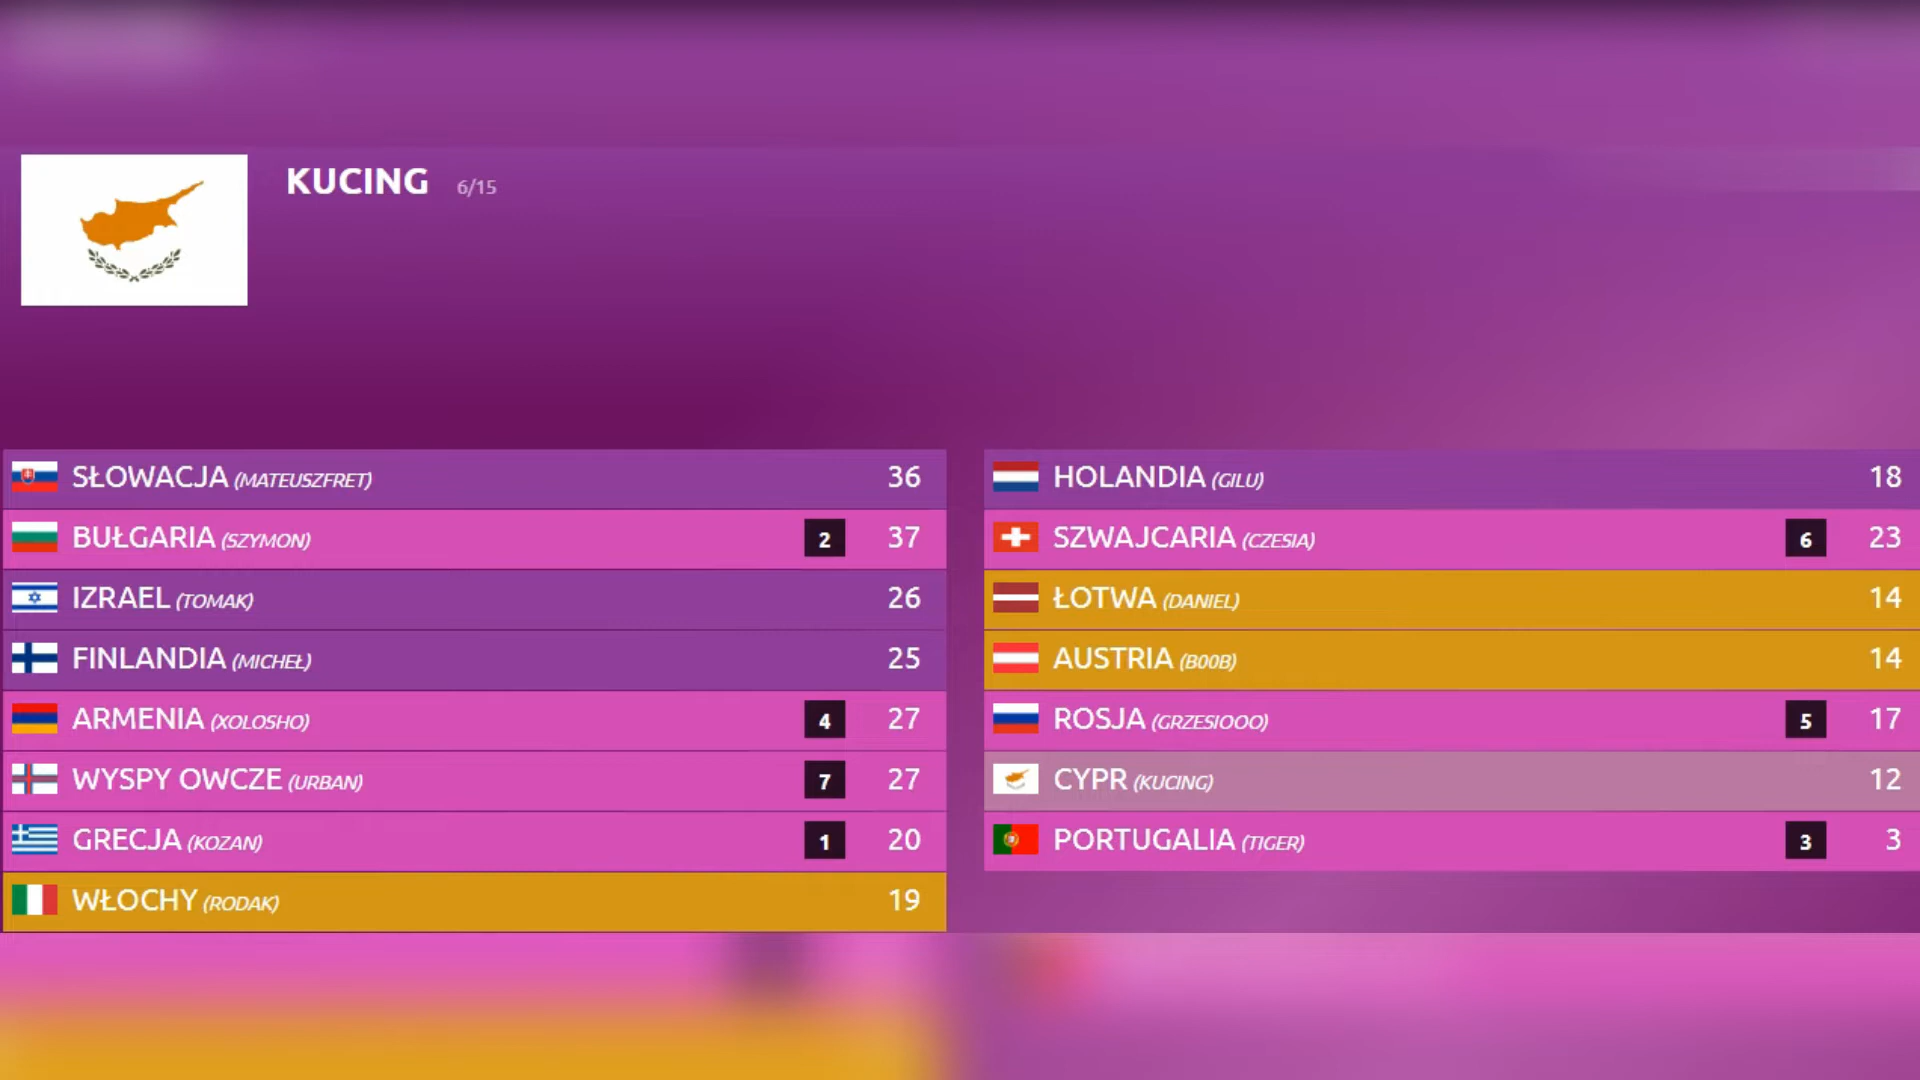 KUCING 6/15
SŁOWACJA (MATEUSZFRET) 36
BUŁGARIA (SZYMON) 2 37
IZRAEL (TOMAK) 26
FINLANDIA (MICHEŁ) 25
ARMENIA (XOLOSHO) 4 27
WYSPY OWCZE (URBAN) 7 27
GRECJA (KOZAN) 1 20
WŁOCHY (RODAK) 19
HOLANDIA (GILU) 18
SZWAJCARIA (CZESIA) 6 23
ŁOTWA (DANIEL) 14
AUSTRIA (B00B) 14
ROSJA (GRZESIOOO) 5 17
CYPR (KUCING) 12
PORTUGALIA (TIGER) 3 3